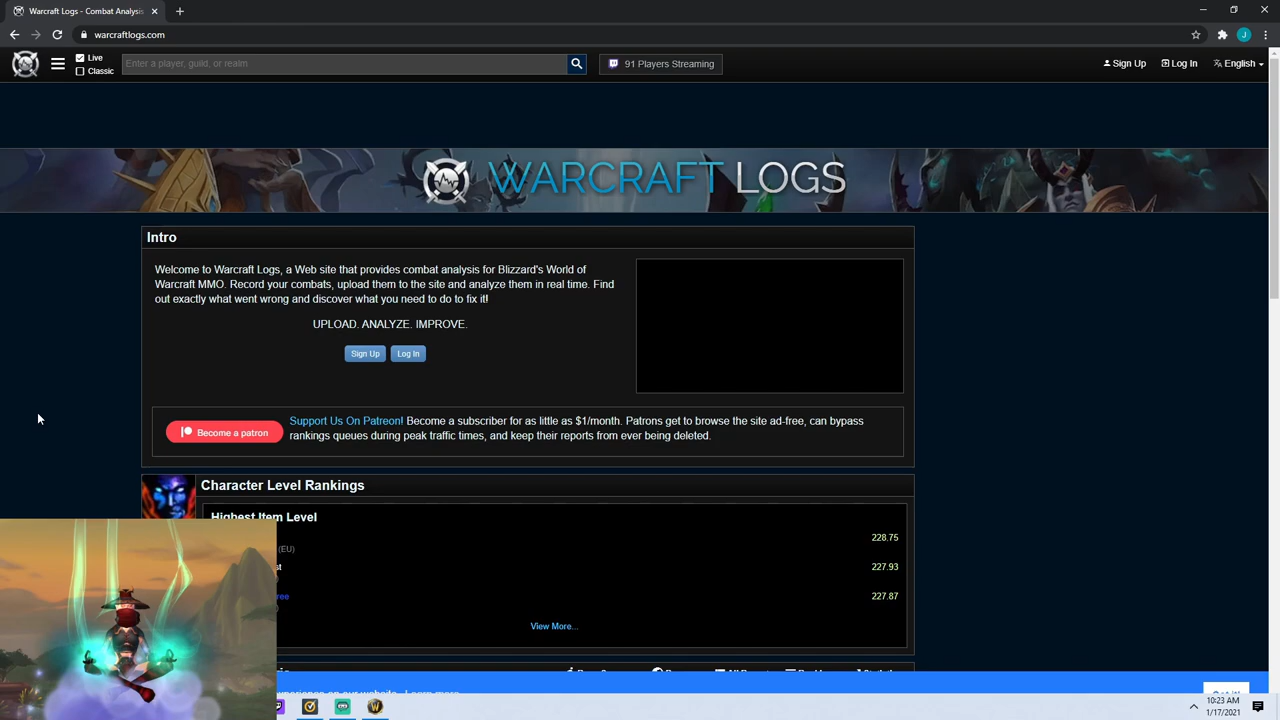 Warcraft Logs - Combat Analysis
warcraftlogs.com
J
Live
Classic
Enter a player, guild, or realm
91 Players Streaming
Sign Up
Log In
English
WARCRAFT LOGS
Intro
Welcome to Warcraft Logs, a Web site that provides combat analysis for Blizzard's World of
Warcraft MMO. Record your combats, upload them to the site and analyze them in real time. Find
out exactly what went wrong and discover what you need to do to fix it!
UPLOAD. ANALYZE. IMPROVE.
Sign Up
Log In
Become a patron
Support Us On Patreon! Become a subscriber for as little as $1/month. Patrons get to browse the site ad-free, can bypass
rankings queues during peak traffic times, and keep their reports from ever being deleted.
Character Level Rankings
Highest Item Level
228.75
(EU)
227.93
227.87
View More...
on our website. Learn more
10:23 AM
1/17/2021